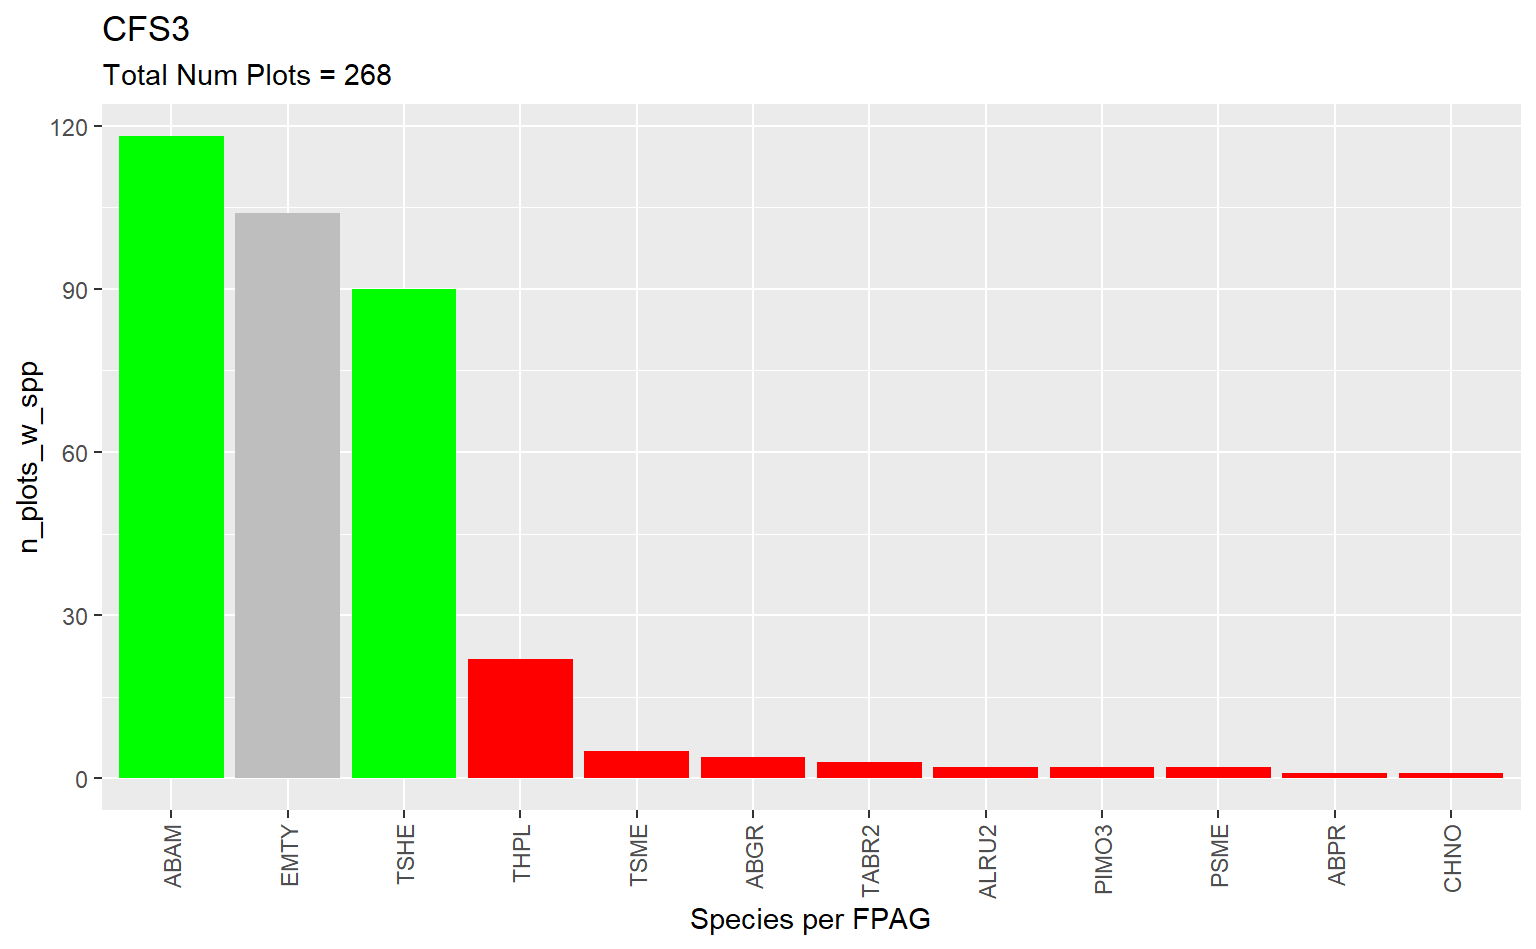 CFS3
Total Num Plots = 268
n_plots_w_spp
120
90
60
30
0
ABAM
EMTY
TSHE
THPL
TSME
ABGR
TABR2
ALRU2
PIMO3
PSME
ABPR
CHNO
Species per FPAG